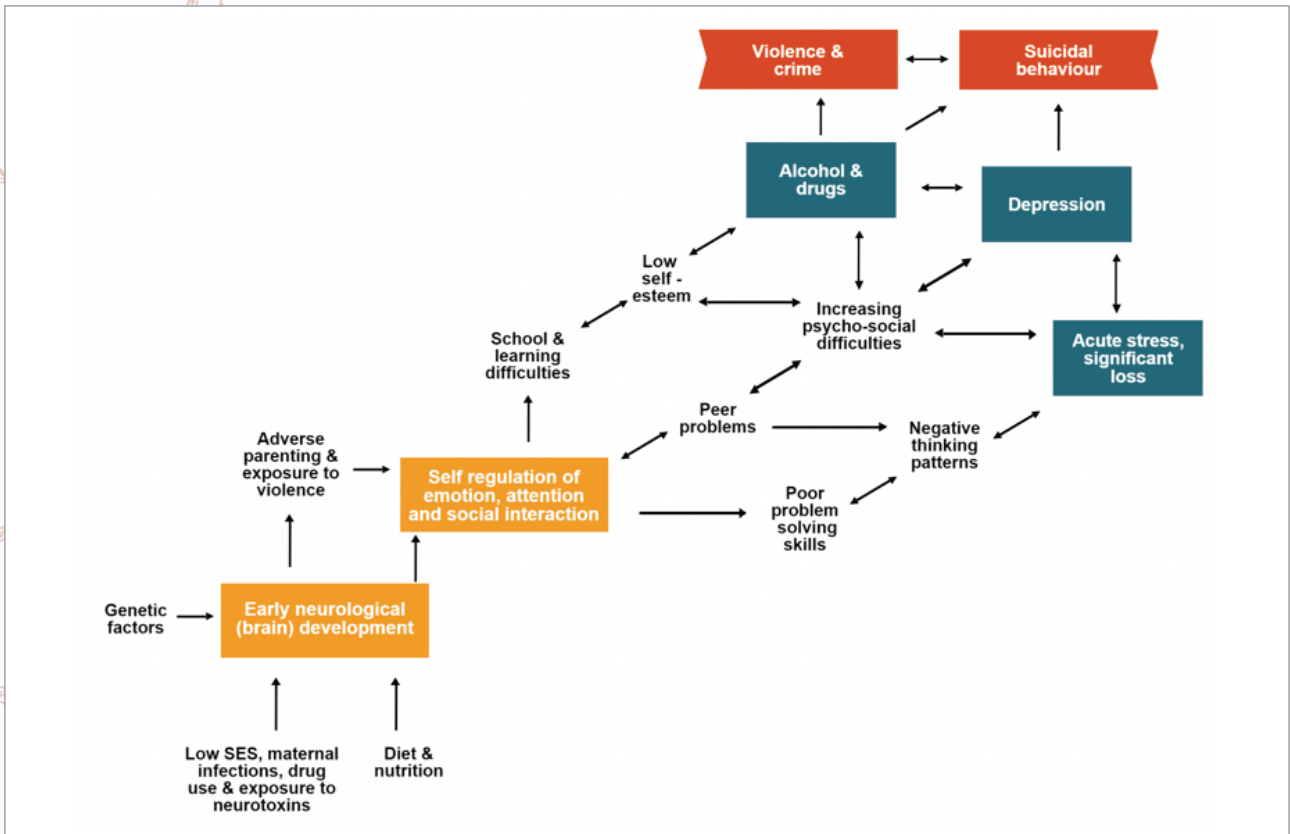 Violence &
crime
Suicidal
behaviour
Alcohol &
drugs
Depression
Low
self -
esteem
Increasing
psycho-social
difficulties
School &
learning
difficulties
Acute stress,
significant
loss
Peer
problems
Negative
thinking
patterns
Adverse
parenting &
exposure to
violence
Self regulation of
emotion, attention
and social interaction
Poor
problem
solving
skills
Genetic
factors
Early neurological
(brain) development
Low SES, maternal
infections, drug
use & exposure to
neurotoxins
Diet &
nutrition